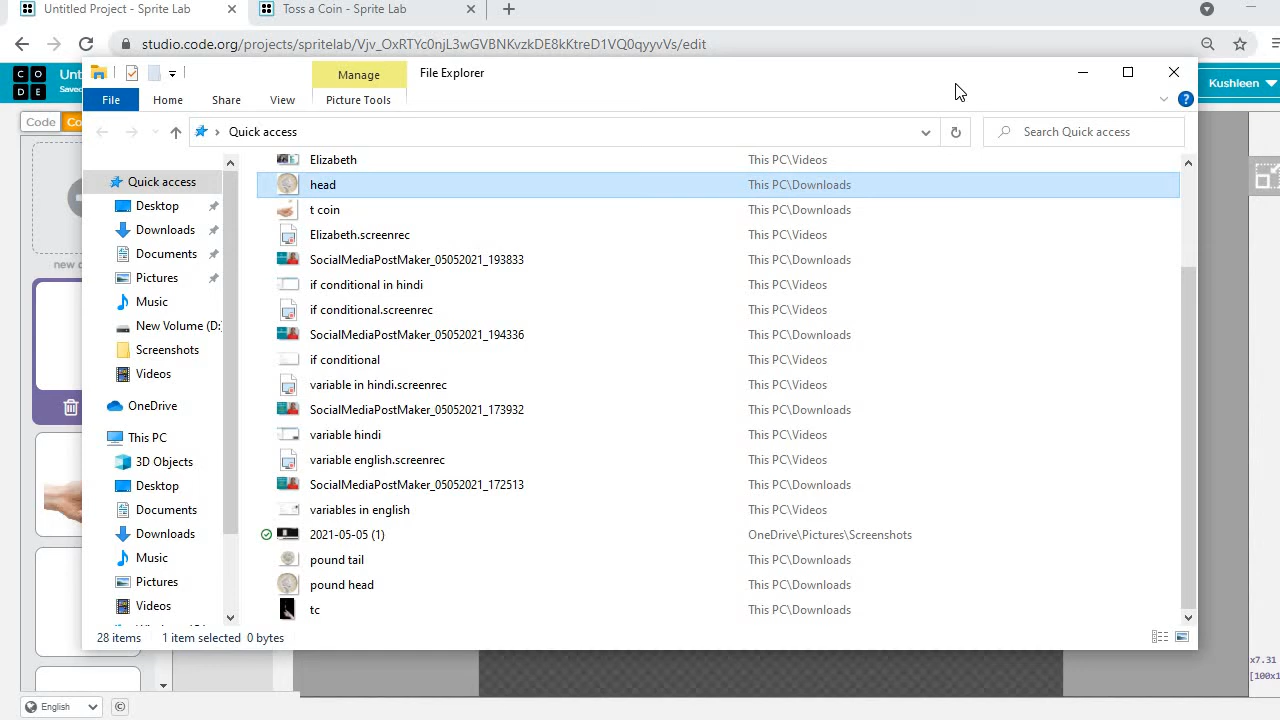 Untitled Project - Sprite Lab
Toss a Coin - Sprite Lab
studio.code.org/projects/spritelab/Vjv_OxRTYc0njL3wGVBNKvzkDE8kKtreD1VQ0qyyvVs/edit
Manage
File Explorer
C O
D E
Unt
Saved
Kushleen
File
Home
Share
View
Picture Tools
Code
Co
Quick access
Search Quick access
Quick access
Desktop
Downloads
Documents
Pictures
Music
New Volume (D:
Screenshots
Videos
OneDrive
This PC
3D Objects
Desktop
Documents
Downloads
Music
Pictures
Videos
new c
Elizabeth This PC\Videos
head This PC\Downloads
t coin This PC\Downloads
Elizabeth.screenrec This PC\Videos
SocialMediaPostMaker_05052021_193833 This PC\Downloads
if conditional in hindi This PC\Videos
if conditional.screenrec This PC\Videos
SocialMediaPostMaker_05052021_194336 This PC\Downloads
if conditional This PC\Videos
variable in hindi.screenrec This PC\Videos
SocialMediaPostMaker_05052021_173932 This PC\Downloads
variable hindi This PC\Videos
variable english.screenrec This PC\Videos
SocialMediaPostMaker_05052021_172513 This PC\Downloads
variables in english This PC\Videos
2021-05-05 (1) OneDrive\Pictures\Screenshots
pound tail This PC\Downloads
pound head This PC\Downloads
tc This PC\Downloads
28 items 1 item selected 0 bytes
x7.31
[100x1
English